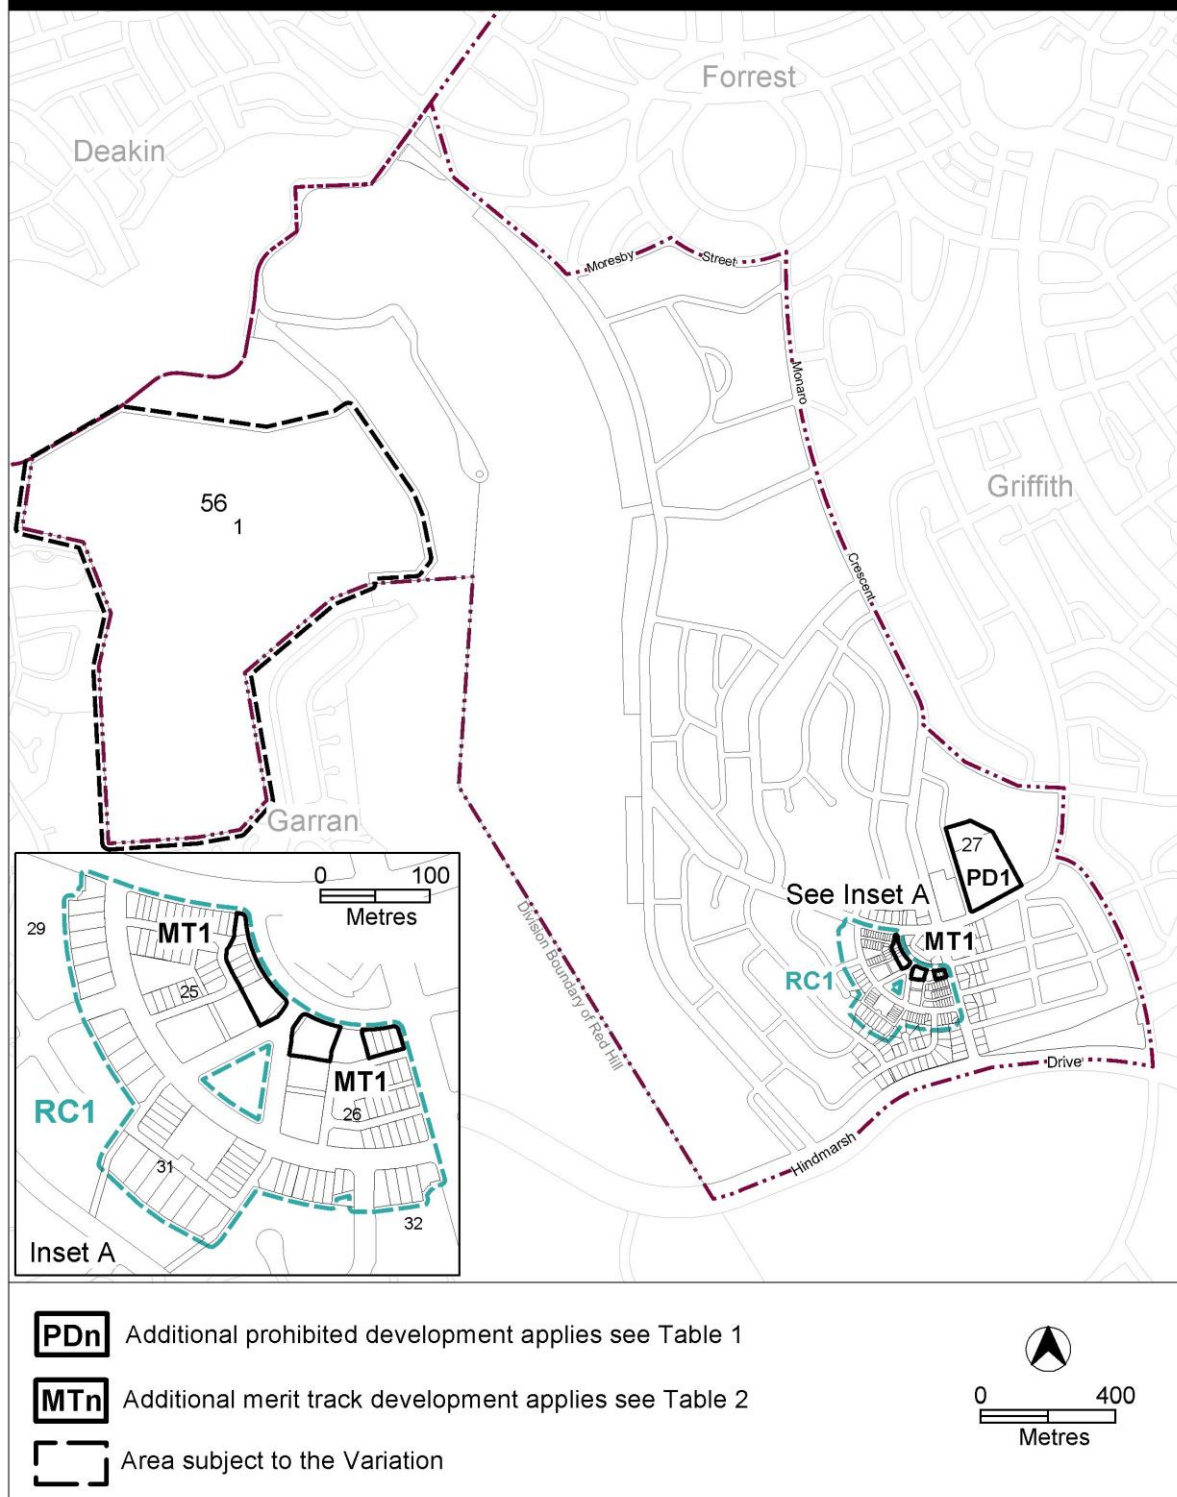 Forrest
Deakin
Moresby
Street
Monaro
Griffith
56
1
Crescent
Garran
27
PD1
See Inset A
MT1
RC1
Division Boundary of Red Hill
Drive
Hindmarsh
0 100
Metres
29
MT1
25
MT1
RC1
26
31
32
Inset A
PDn Additional prohibited development applies see Table 1
MTn Additional merit track development applies see Table 2
Area subject to the Variation
0 400
Metres